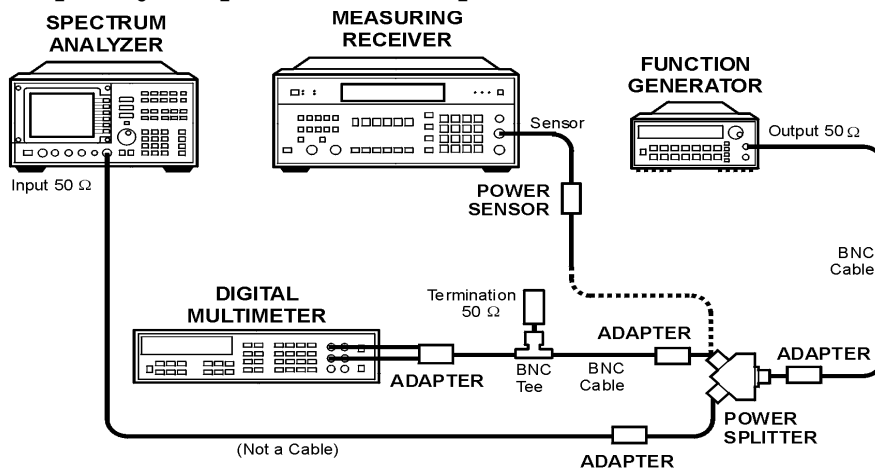 SPECTRUM
ANALYZER
MEASURING
RECEIVER
FUNCTION
GENERATOR
Sensor
Output 50 Ω
Input 50 Ω
POWER
SENSOR
BNC
Cable
DIGITAL
MULTIMETER
Termination
50 Ω
ADAPTER
ADAPTER
ADAPTER
BNC
Tee
BNC
Cable
POWER
SPLITTER
(Not a Cable)
ADAPTER